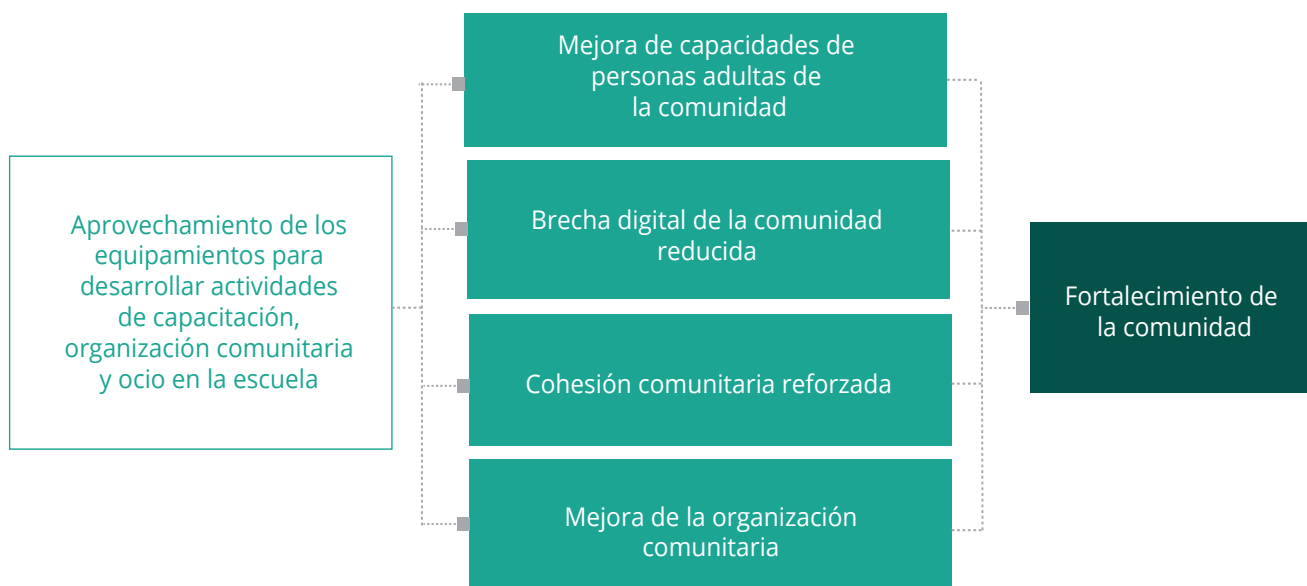 Aprovechamiento de los
equipamientos para
desarrollar actividades
de capacitación,
organización comunitaria
y ocio en la escuela
Mejora de capacidades de
personas adultas de
la comunidad
Brecha digital de la comunidad
reducida
Cohesión comunitaria reforzada
Mejora de la organización
comunitaria
Fortalecimiento de
la comunidad